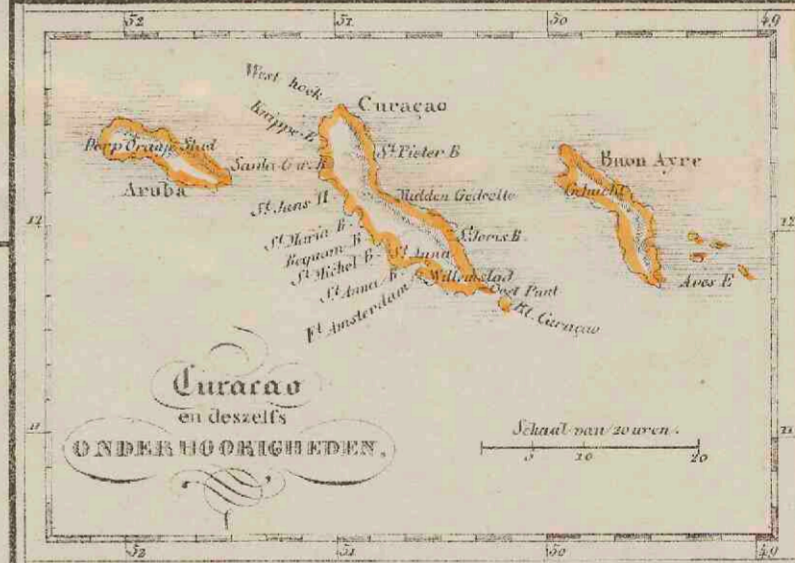 52 51 50 49
West hoek
Knippe B
Curaçao
St. Pieter B
Dorp Oranje Stad
Aruba
Santa Cruz B
St. Jans H
Midden Gedeelte
Buon Ayre
12 12
St. Maria B.
St. Joris B.
St. Michel B
St. Anna
St. Anna B.
Willemstad
Oost Punt
Ft. Amsterdam
Kl. Curaçao
Aves E
Curacao
en deszelfs
ONDERHOORIGHEDEN.
Schaal van 20 uren.
5 10 20
11 11
52 51 50 49